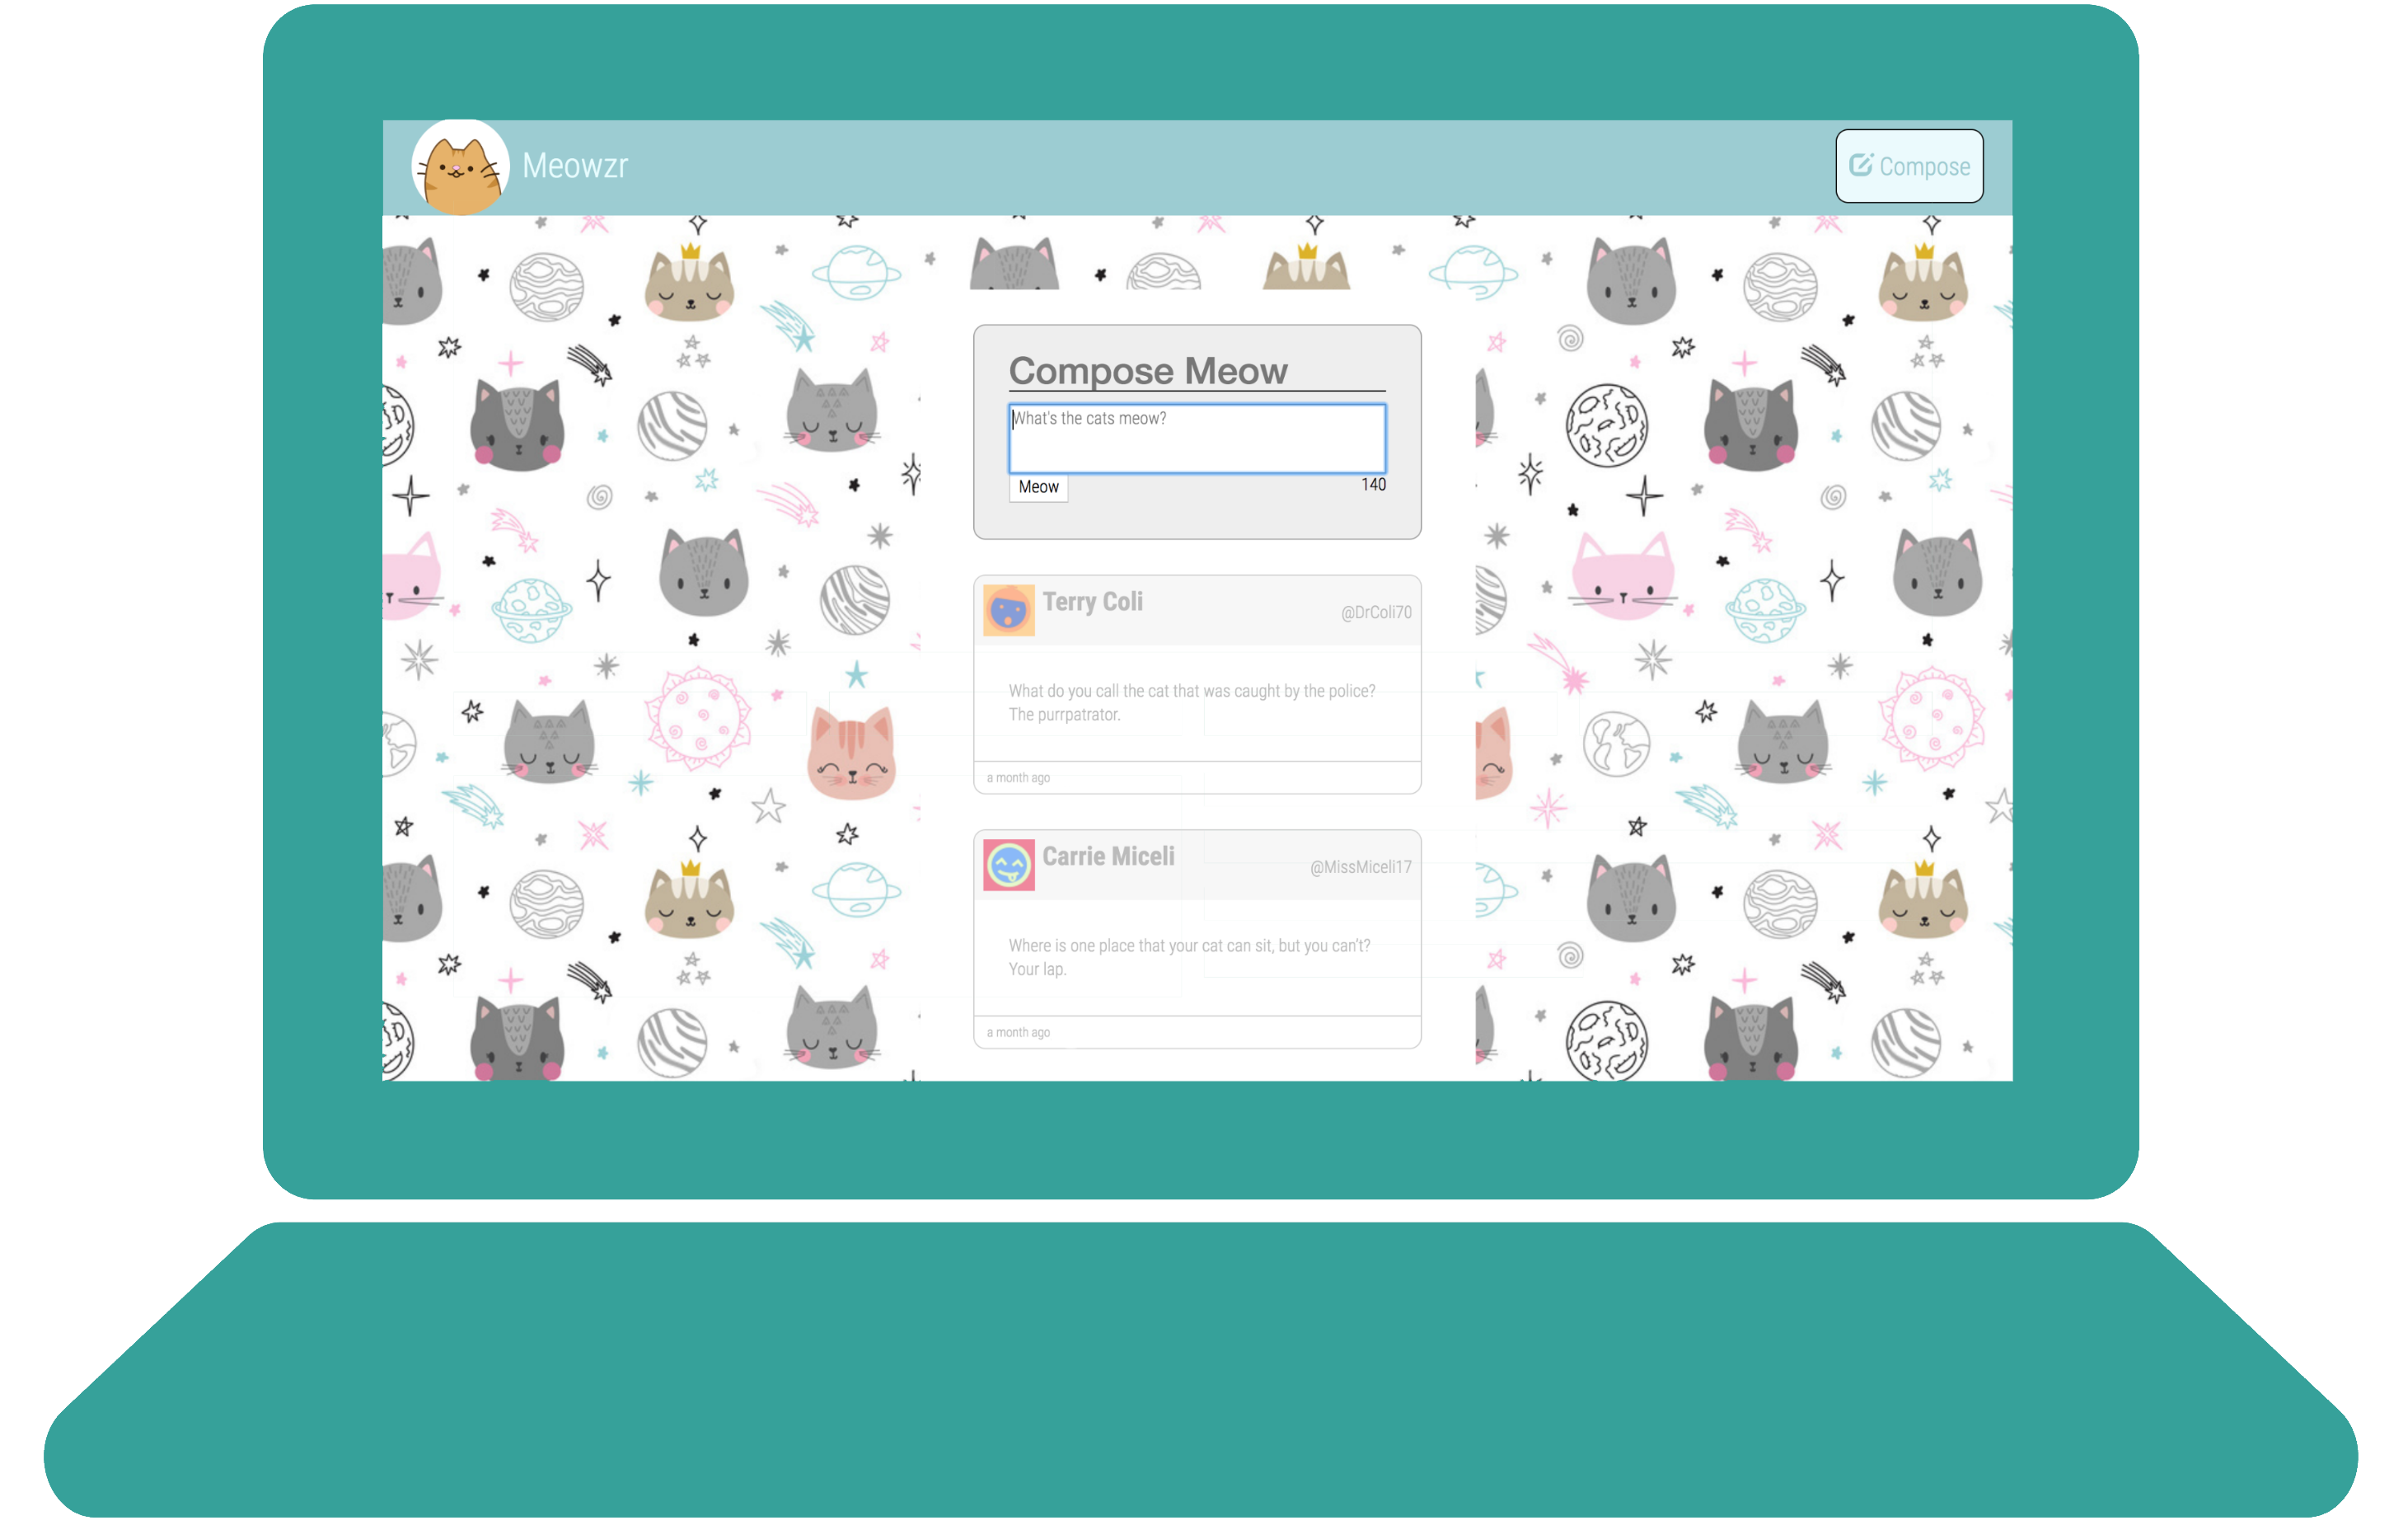 Meowzr
Compose
Compose Meow
What's the cats meow?
Meow
140
Terry Coli
@DrColi70
What do you call the cat that was caught by the police?
The purrpatrator.
a month ago
Carrie Miceli
@MissMiceli17
Where is one place that your cat can sit, but you can't?
Your lap.
a month ago